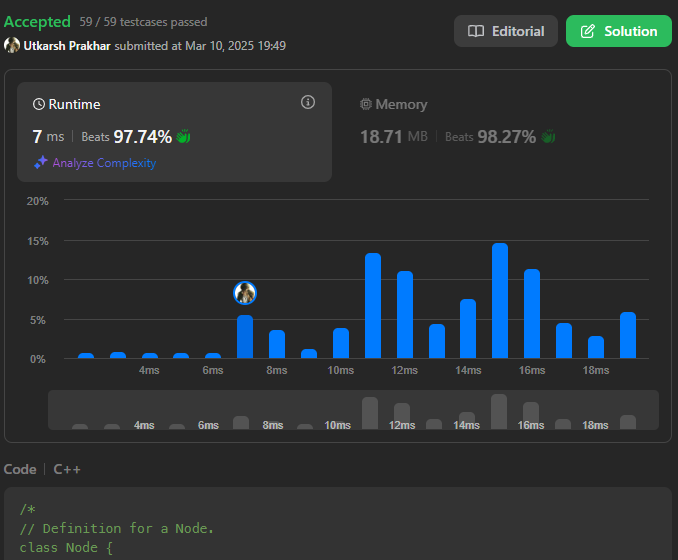 Accepted 59 / 59 testcases passed
Utkarsh Prakhar submitted at Mar 10, 2025 19:49
Editorial
Solution
Runtime
7 ms | Beats 97.74%
Analyze Complexity
Memory
18.71 MB | Beats 98.27%
20%
15%
10%
5%
0%
4ms 6ms 8ms 10ms 12ms 14ms 16ms 18ms
4ms 6ms 8ms 10ms 12ms 14ms 16ms 18ms
Code | C++
/*
// Definition for a Node.
class Node {